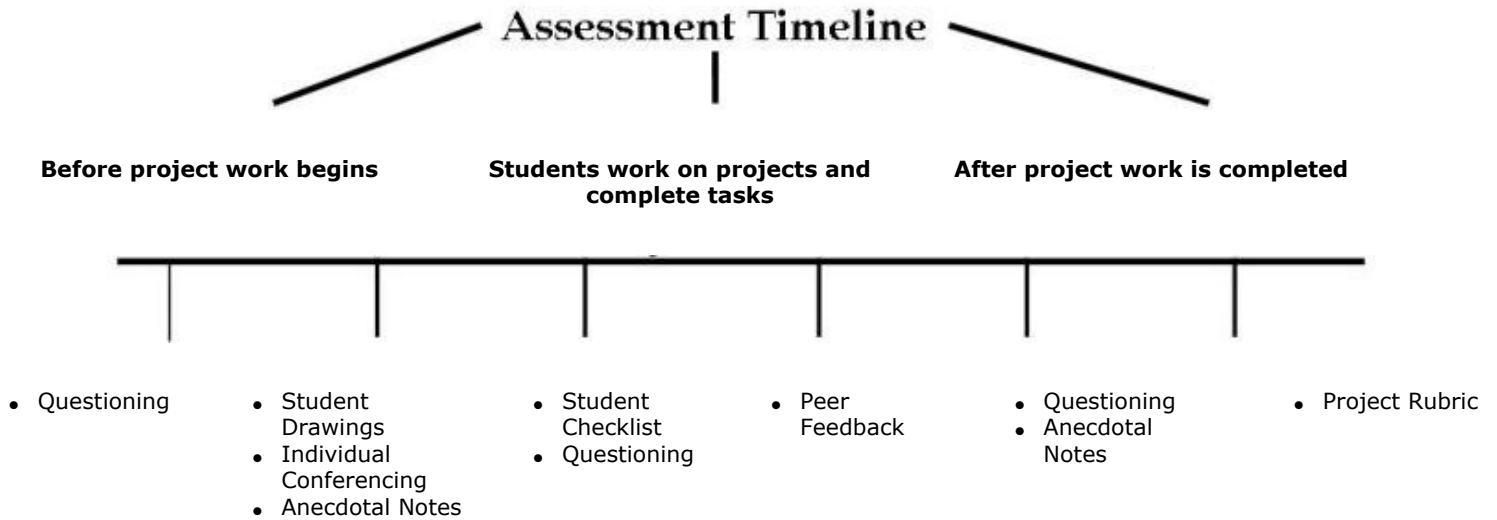 Assessment Timeline
Before project work begins
Students work on projects and
complete tasks
After project work is completed
• Questioning
• Student
Drawings
• Individual
Conferencing
• Anecdotal Notes
• Student
Checklist
• Questioning
• Peer
Feedback
• Questioning
• Anecdotal
Notes
• Project Rubric